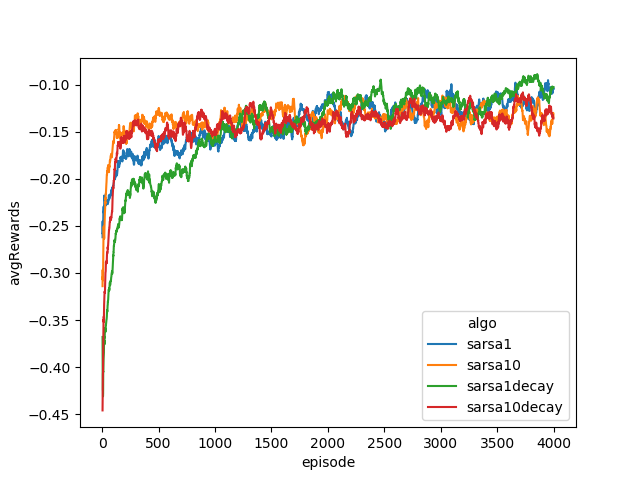 −0.10
−0.15
−0.20
−0.25
−0.30
−0.35
−0.40
−0.45
avgRewards
0 500 1000 1500 2000 2500 3000 3500 4000
episode
algo
sarsa1
sarsa10
sarsa1decay
sarsa10decay